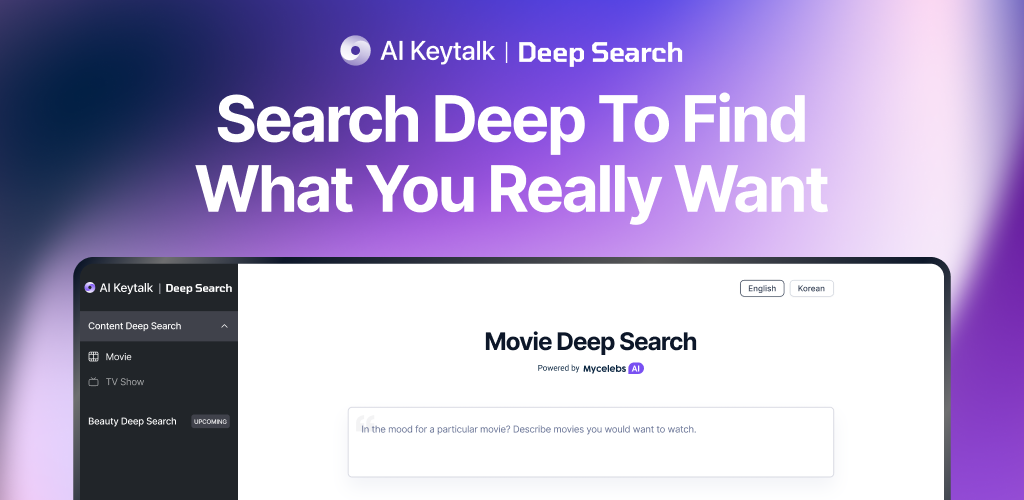 AI Keytalk | Deep Search
Search Deep To Find
What You Really Want
AI Keytalk | Deep Search
Content Deep Search
Movie
TV Show
Beauty Deep Search UPCOMING
English Korean
Movie Deep Search
Powered by Mycelebs AI
In the mood for a particular movie? Describe movies you would want to watch.